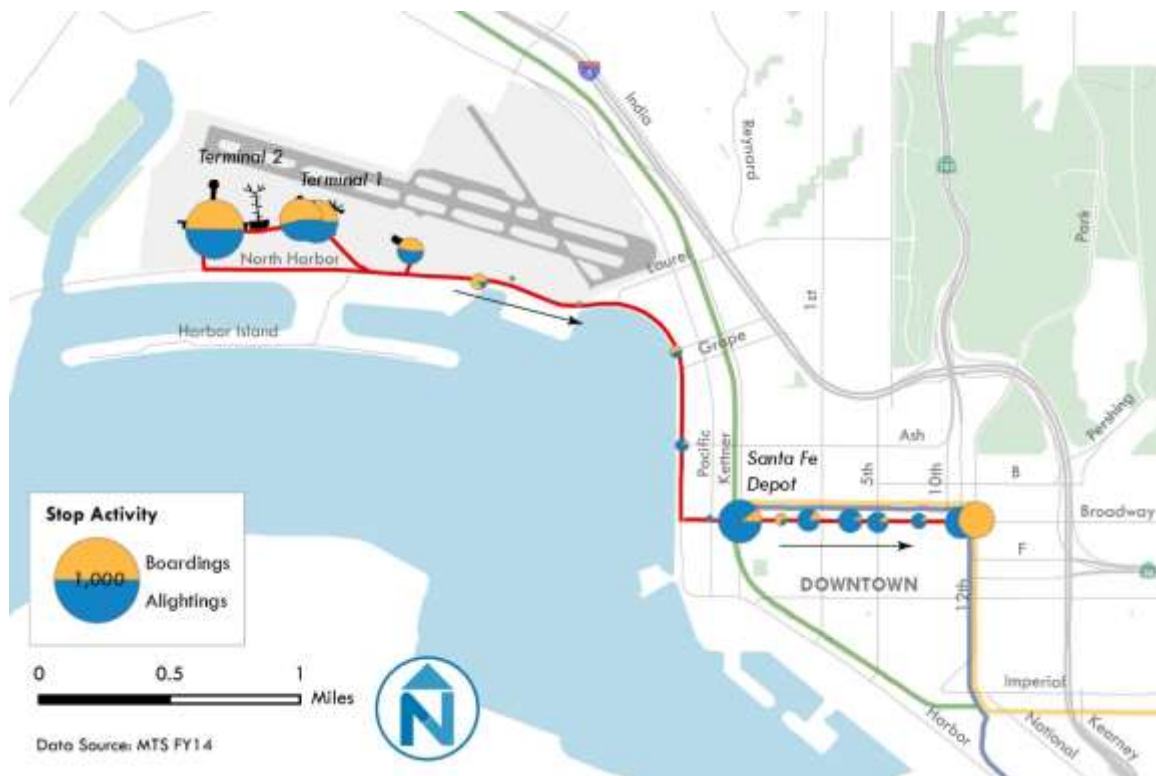 India
Reynard
5
Terminal 2
Terminal 1
Park
North Harbor
Laurel
1st
Harbor Island
Grape
Pershing
Ash
Pacific
Kettner
Santa Fe
Depot
5th
10th
B
Broadway
Stop Activity
1,000
Boardings
Alightings
F
DOWNTOWN
12th
0 0.5 1
Miles
Imperial
N
Harbor
National
Kearney
Data Source: MTS FY14